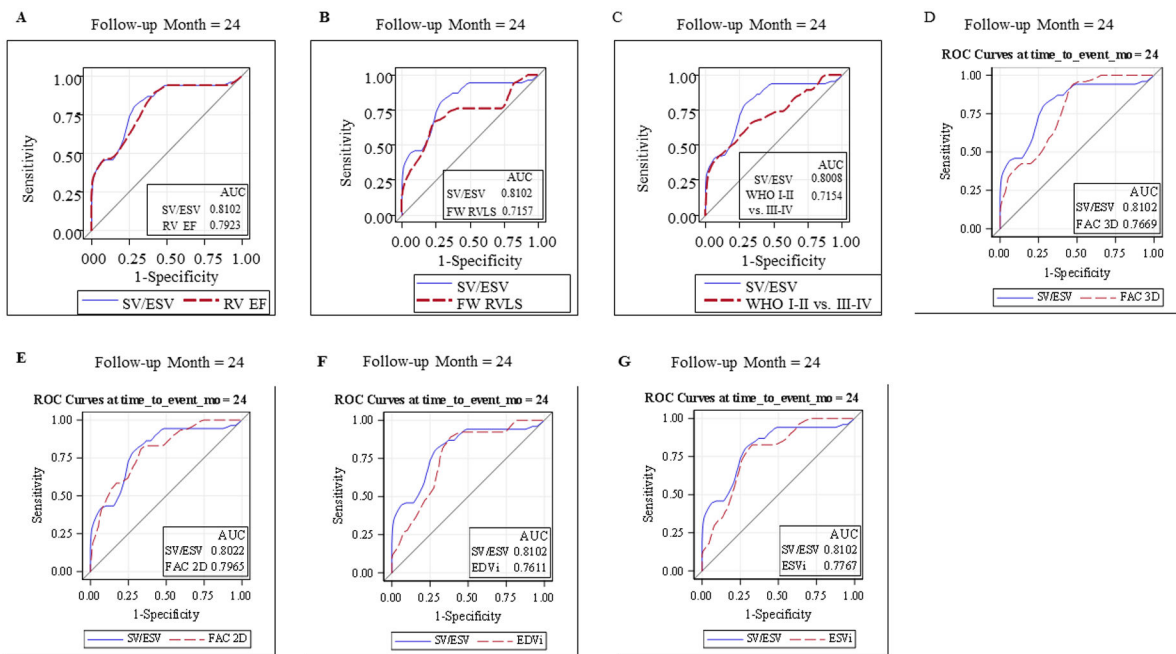 A
Follow-up Month = 24
1.00
0.75
0.50
0.25
0.00
Sensitivity
AUC
SV/ESV 0.8102
RV EF 0.7923
000 0.25 0.50 0.75 1.00
1-Specificity
SV/ESV RV EF
B
Follow-up Month = 24
1.00
0.75
0.50
0.25
0.00
Sensitivity
AUC
SV/ESV 0.8102
FW RVLS 0.7157
000 0.25 0.50 0.75 1.00
1-Specificity
SV/ESV
FW RVLS
C
Follow-up Month = 24
1.00
0.75
0.50
0.25
0.00
Sensitivity
AUC
SV/ESV 0.8008
WHO I-II 0.7154
vs. III-IV
000 0.25 0.50 0.75 1.00
1-Specificity
SV/ESV
WHO I-II vs. III-IV
D
Follow-up Month = 24
ROC Curves at time_to_event_mo = 24
1.00
0.75
0.50
0.25
0.00
Sensitivity
AUC
SV/ESV 0.8102
FAC 3D 0.7669
0.00 0.25 0.50 0.75 1.00
1-Specificity
SV/ESV FAC 3D
E
Follow-up Month = 24
ROC Curves at time_to_event_mo = 24
1.00
0.75
0.50
0.25
0.00
Sensitivity
AUC
SV/ESV 0.8022
FAC 2D 0.7965
0.00 0.25 0.50 0.75 1.00
1-Specificity
SV/ESV FAC 2D
F
Follow-up Month = 24
ROC Curves at time_to_event_mo = 24
1.00
0.75
0.50
0.25
0.00
Sensitivity
AUC
SV/ESV 0.8102
EDVi 0.7611
0.00 0.25 0.50 0.75 1.00
1-Specificity
SV/ESV EDVi
G
Follow-up Month = 24
ROC Curves at time_to_event_mo = 24
1.00
0.75
0.50
0.25
0.00
Sensitivity
AUC
SV/ESV 0.8102
ESVi 0.7767
0.00 0.25 0.50 0.75 1.00
1-Specificity
SV/ESV ESVi